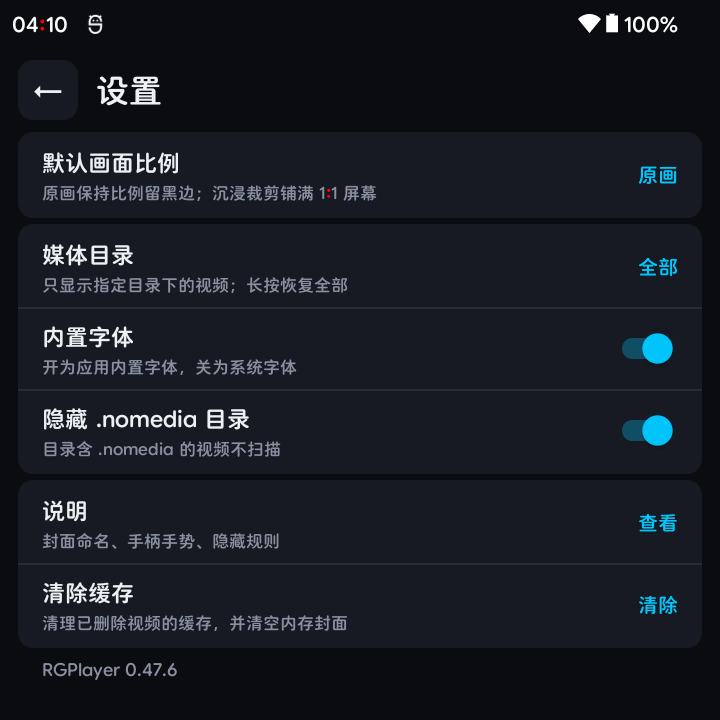 04:10 100%
设置
默认画面比例
原画保持比例留黑边；沉浸裁剪铺满 1:1 屏幕
原画
媒体目录
只显示指定目录下的视频；长按恢复全部
全部
内置字体
开为应用内置字体，关为系统字体
隐藏 .nomedia 目录
目录含 .nomedia 的视频不扫描
说明
封面命名、手柄手势、隐藏规则
查看
清除缓存
清理已删除视频的缓存，并清空内存封面
清除
RGPlayer 0.47.6